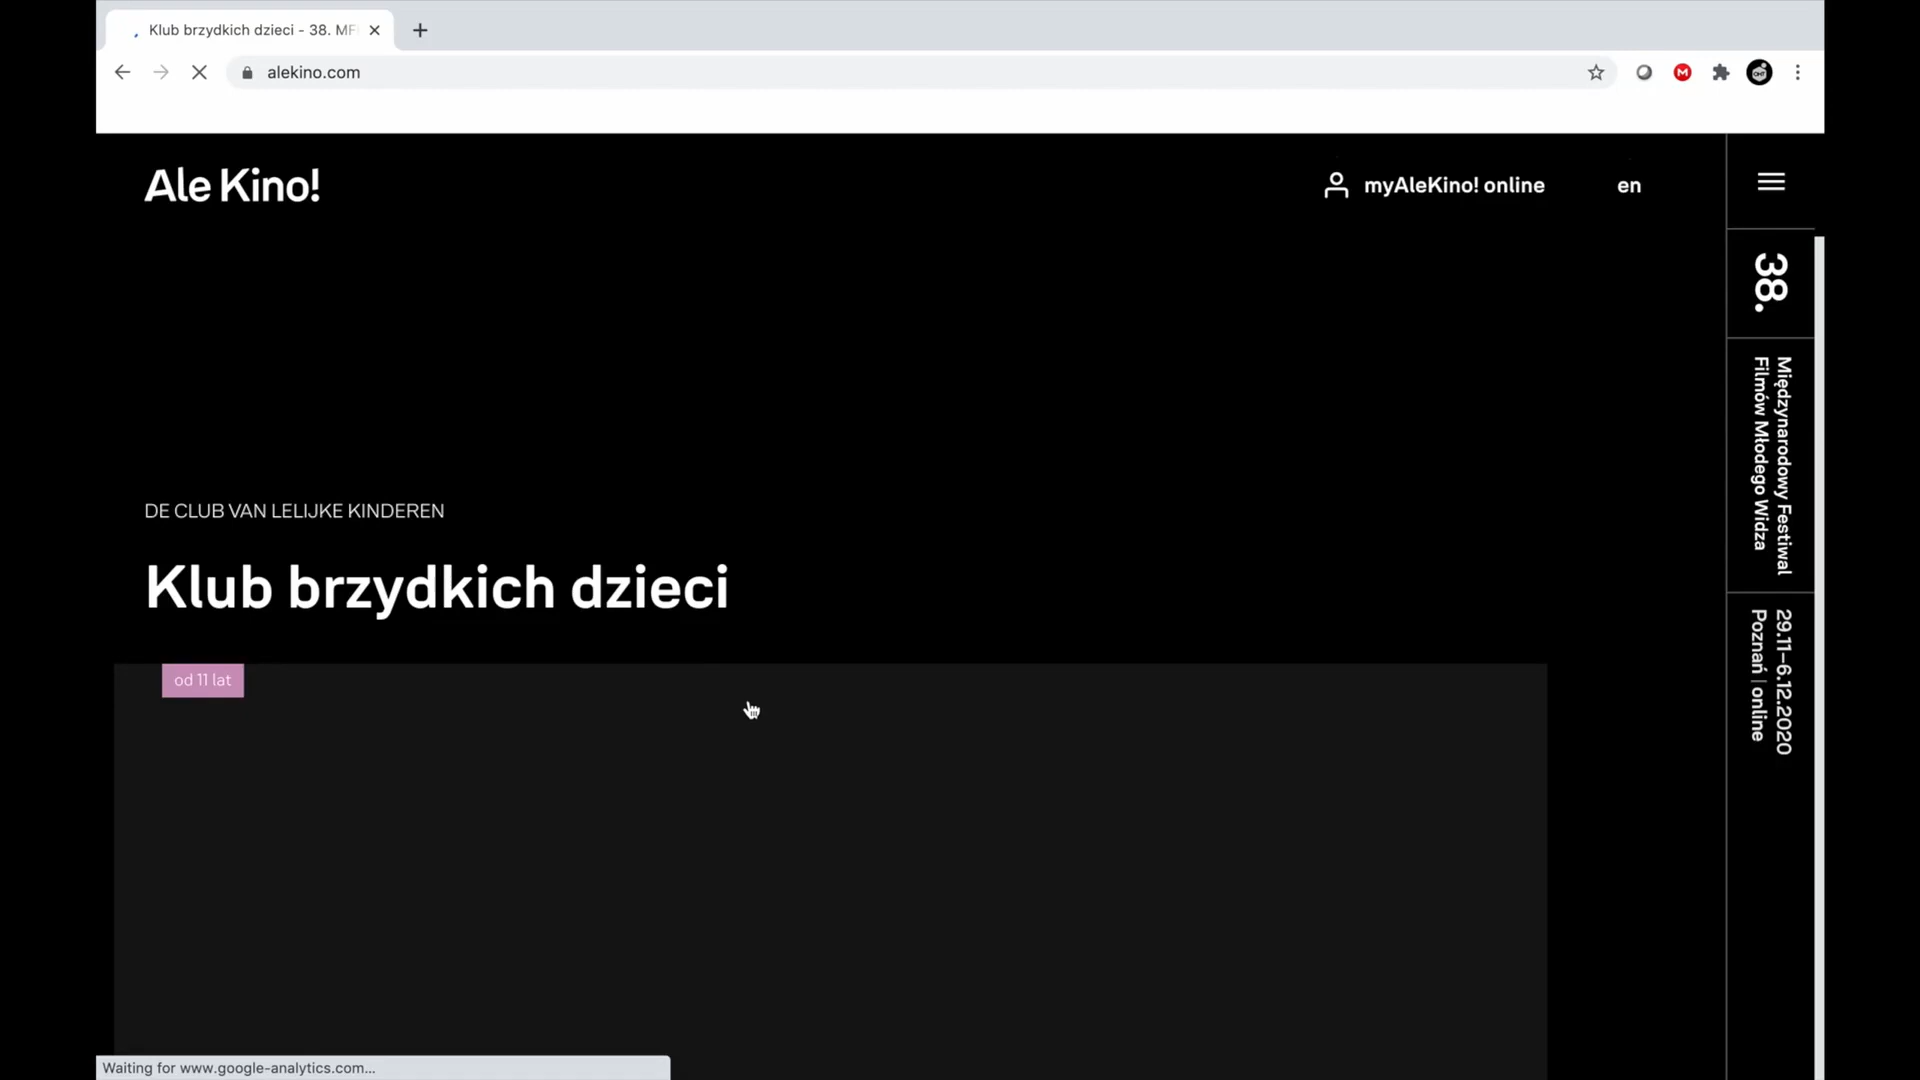 Klub brzydkich dzieci - 38. MF
alekino.com
Ale Kino!
myAleKino! online
en
38.
Międzynarodowy Festiwal
Filmów Młodego Widza
29.11–6.12.2020
Poznań | online
DE CLUB VAN LELIJKE KINDEREN
Klub brzydkich dzieci
od 11 lat
Waiting for www.google-analytics.com...